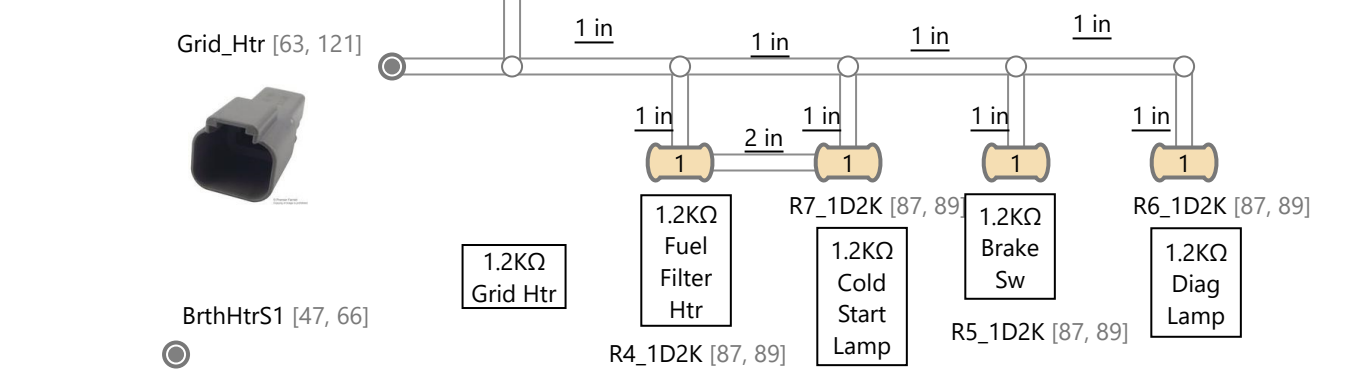 Grid_Htr [63, 121]
1 in
1 in
1 in
1 in
1 in
2 in
1 in
1 in
1 in
1
1
1
1
1.2KΩ
Fuel
Filter
Htr
R4_1D2K [87, 89]
R7_1D2K [87, 89]
1.2KΩ
Cold
Start
Lamp
1.2KΩ
Brake
Sw
R5_1D2K [87, 89]
R6_1D2K [87, 89]
1.2KΩ
Diag
Lamp
1.2KΩ
Grid Htr
BrthHtrS1 [47, 66]